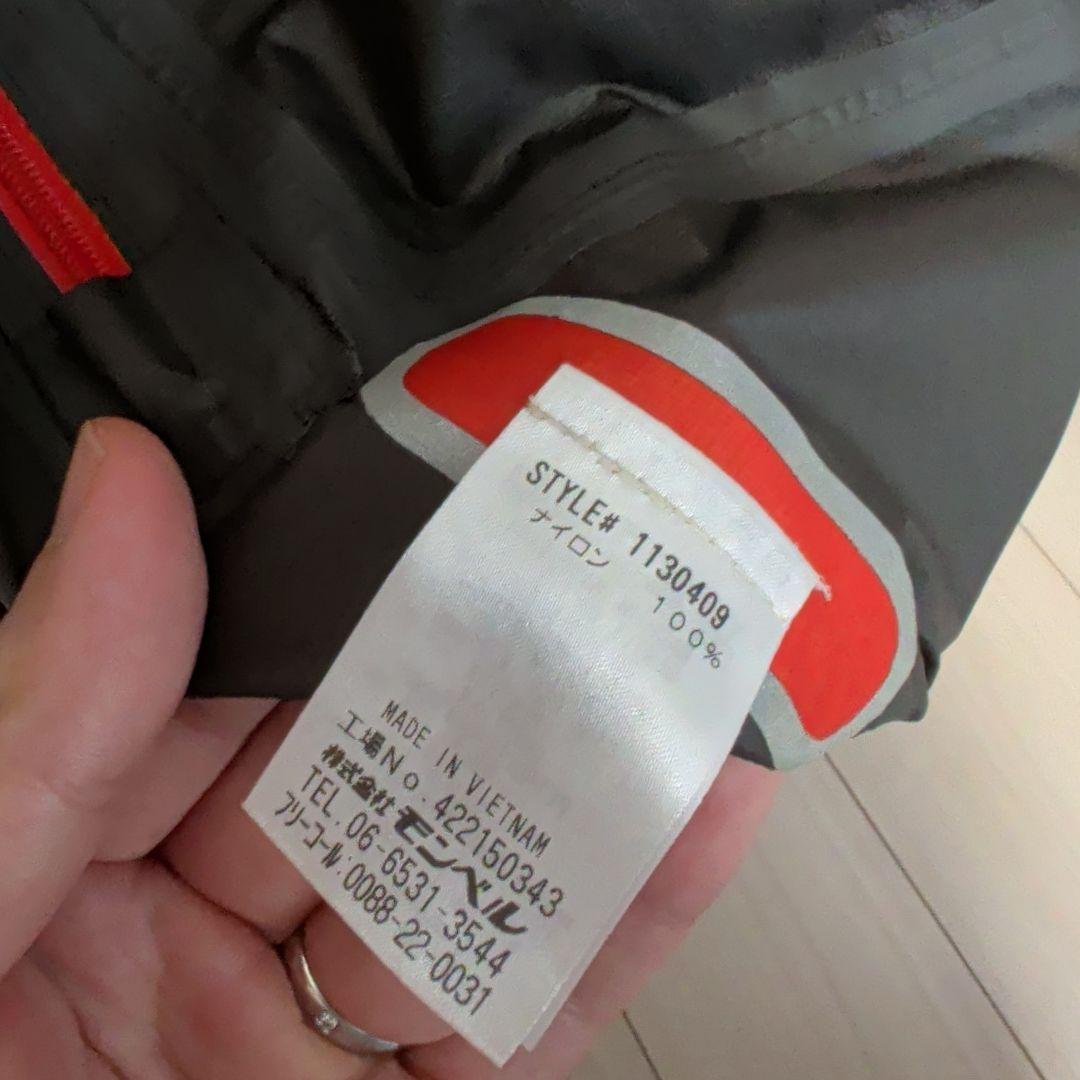 STYLE# 1130409
ナイロン 100%
MADE IN VIETNAM
工場No.422150343
株式会社モンベル
TEL.06-6531-3544
フリーコール:0088-22-0031